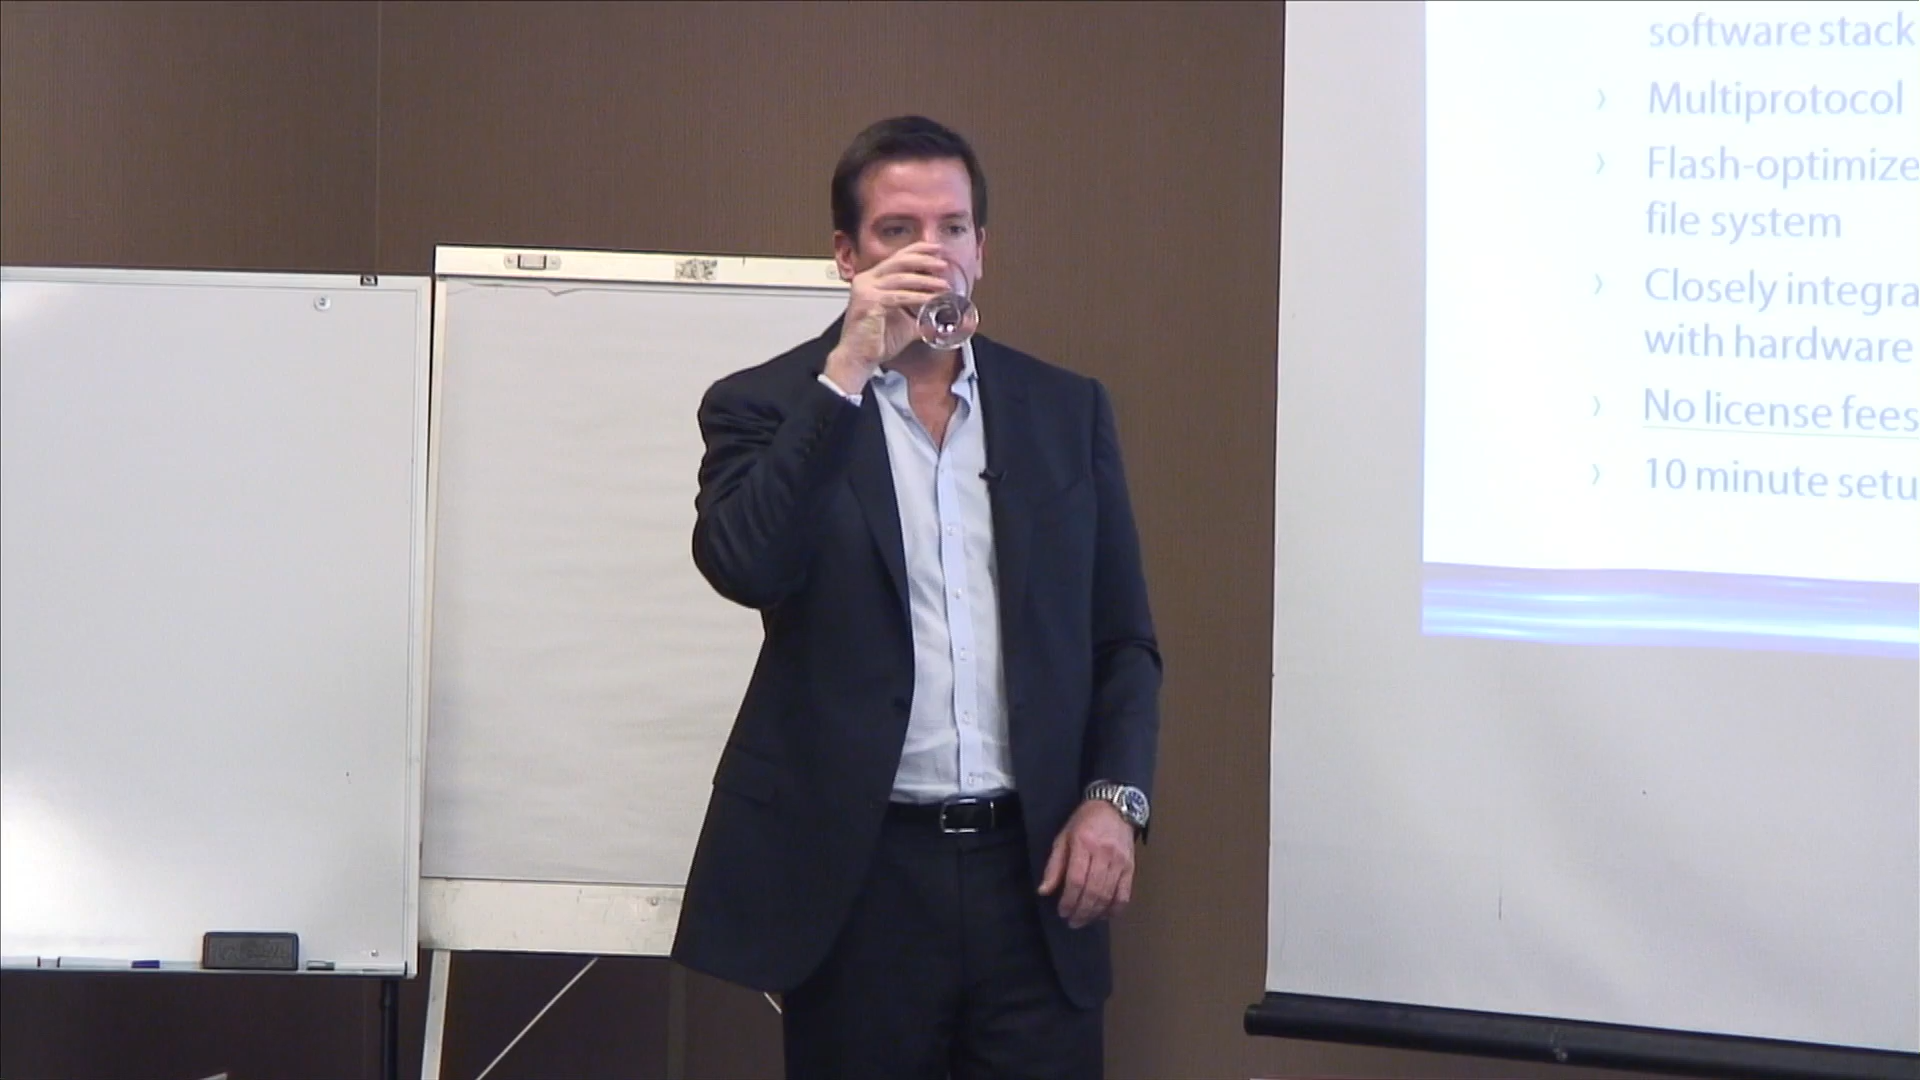 software stack
Multiprotocol
Flash-optimize
file system
Closely integra
with hardware
No license fees
10 minute setu